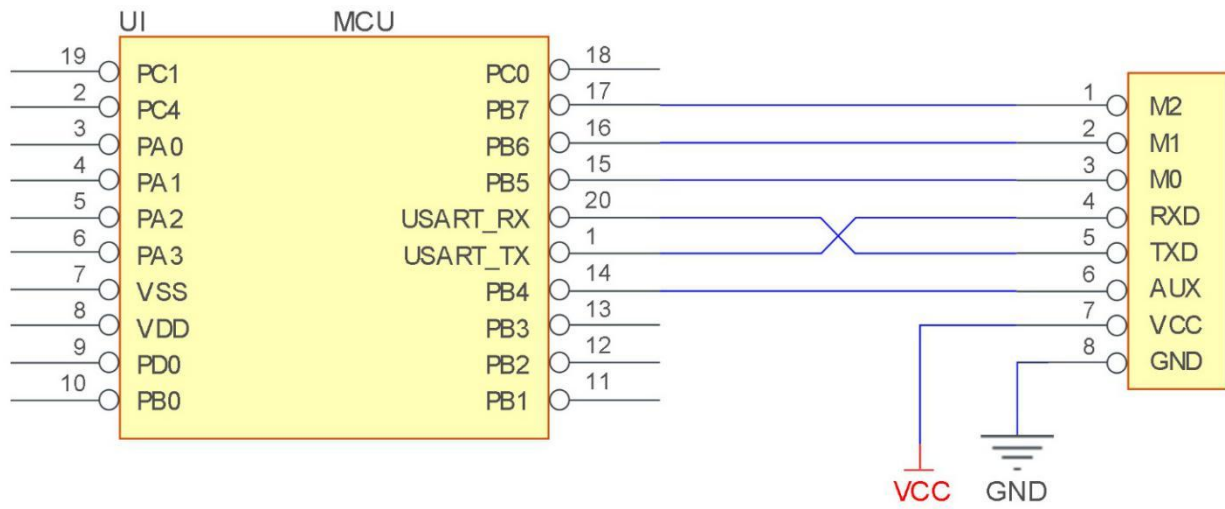 UI MCU
19 PC1 PC0 18
2 PC4 PB7 17 1 M2
3 PA0 PB6 16 2 M1
4 PA1 PB5 15 3 M0
5 PA2 USART_RX 20 4 RXD
6 PA3 USART_TX 1 5 TXD
7 VSS PB4 14 6 AUX
8 VDD PB3 13 7 VCC
9 PD0 PB2 12 8 GND
10 PB0 PB1 11
VCC GND